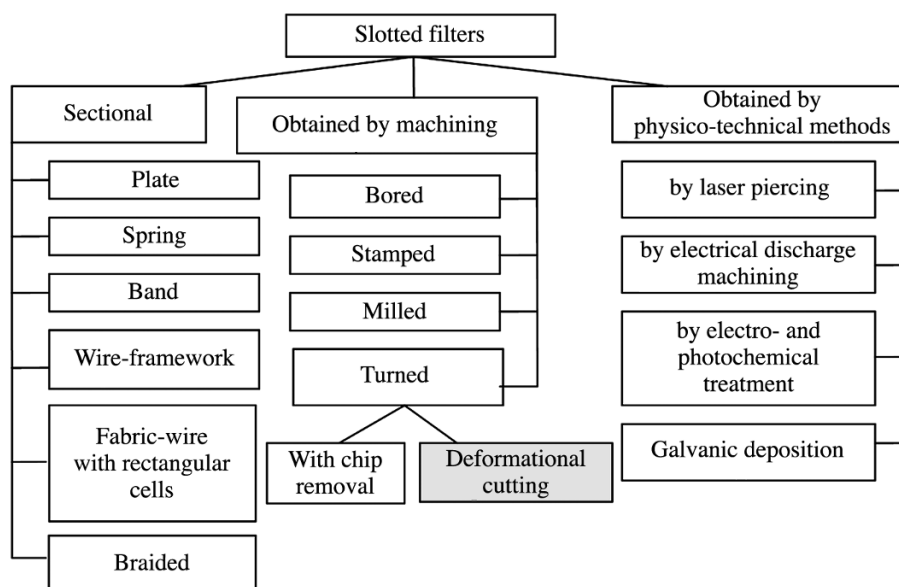 Slotted filters
Sectional
Plate
Spring
Band
Wire-framework
Fabric-wire
with rectangular
cells
Braided
Obtained by machining
Bored
Stamped
Milled
Turned
With chip
removal
Deformational
cutting
Obtained by
physico-technical methods
by laser piercing
by electrical discharge
machining
by electro- and
photochemical
treatment
Galvanic deposition